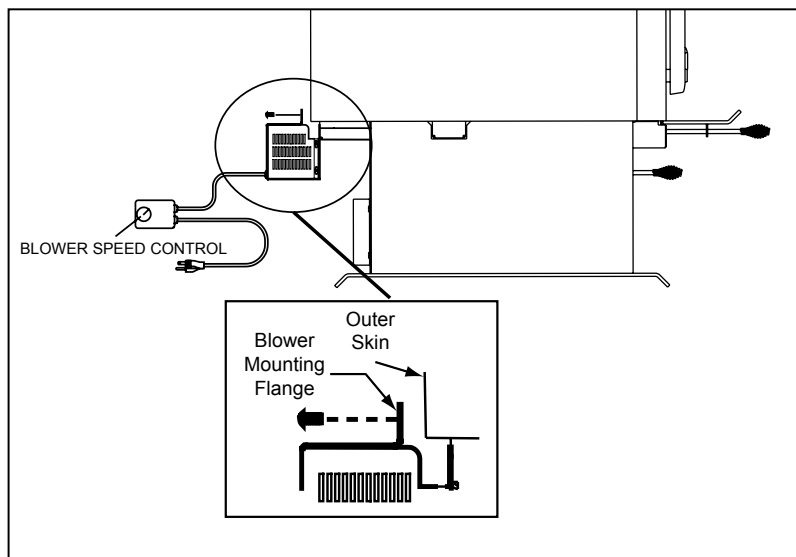 BLOWER SPEED CONTROL
Outer
Skin
Blower
Mounting
Flange